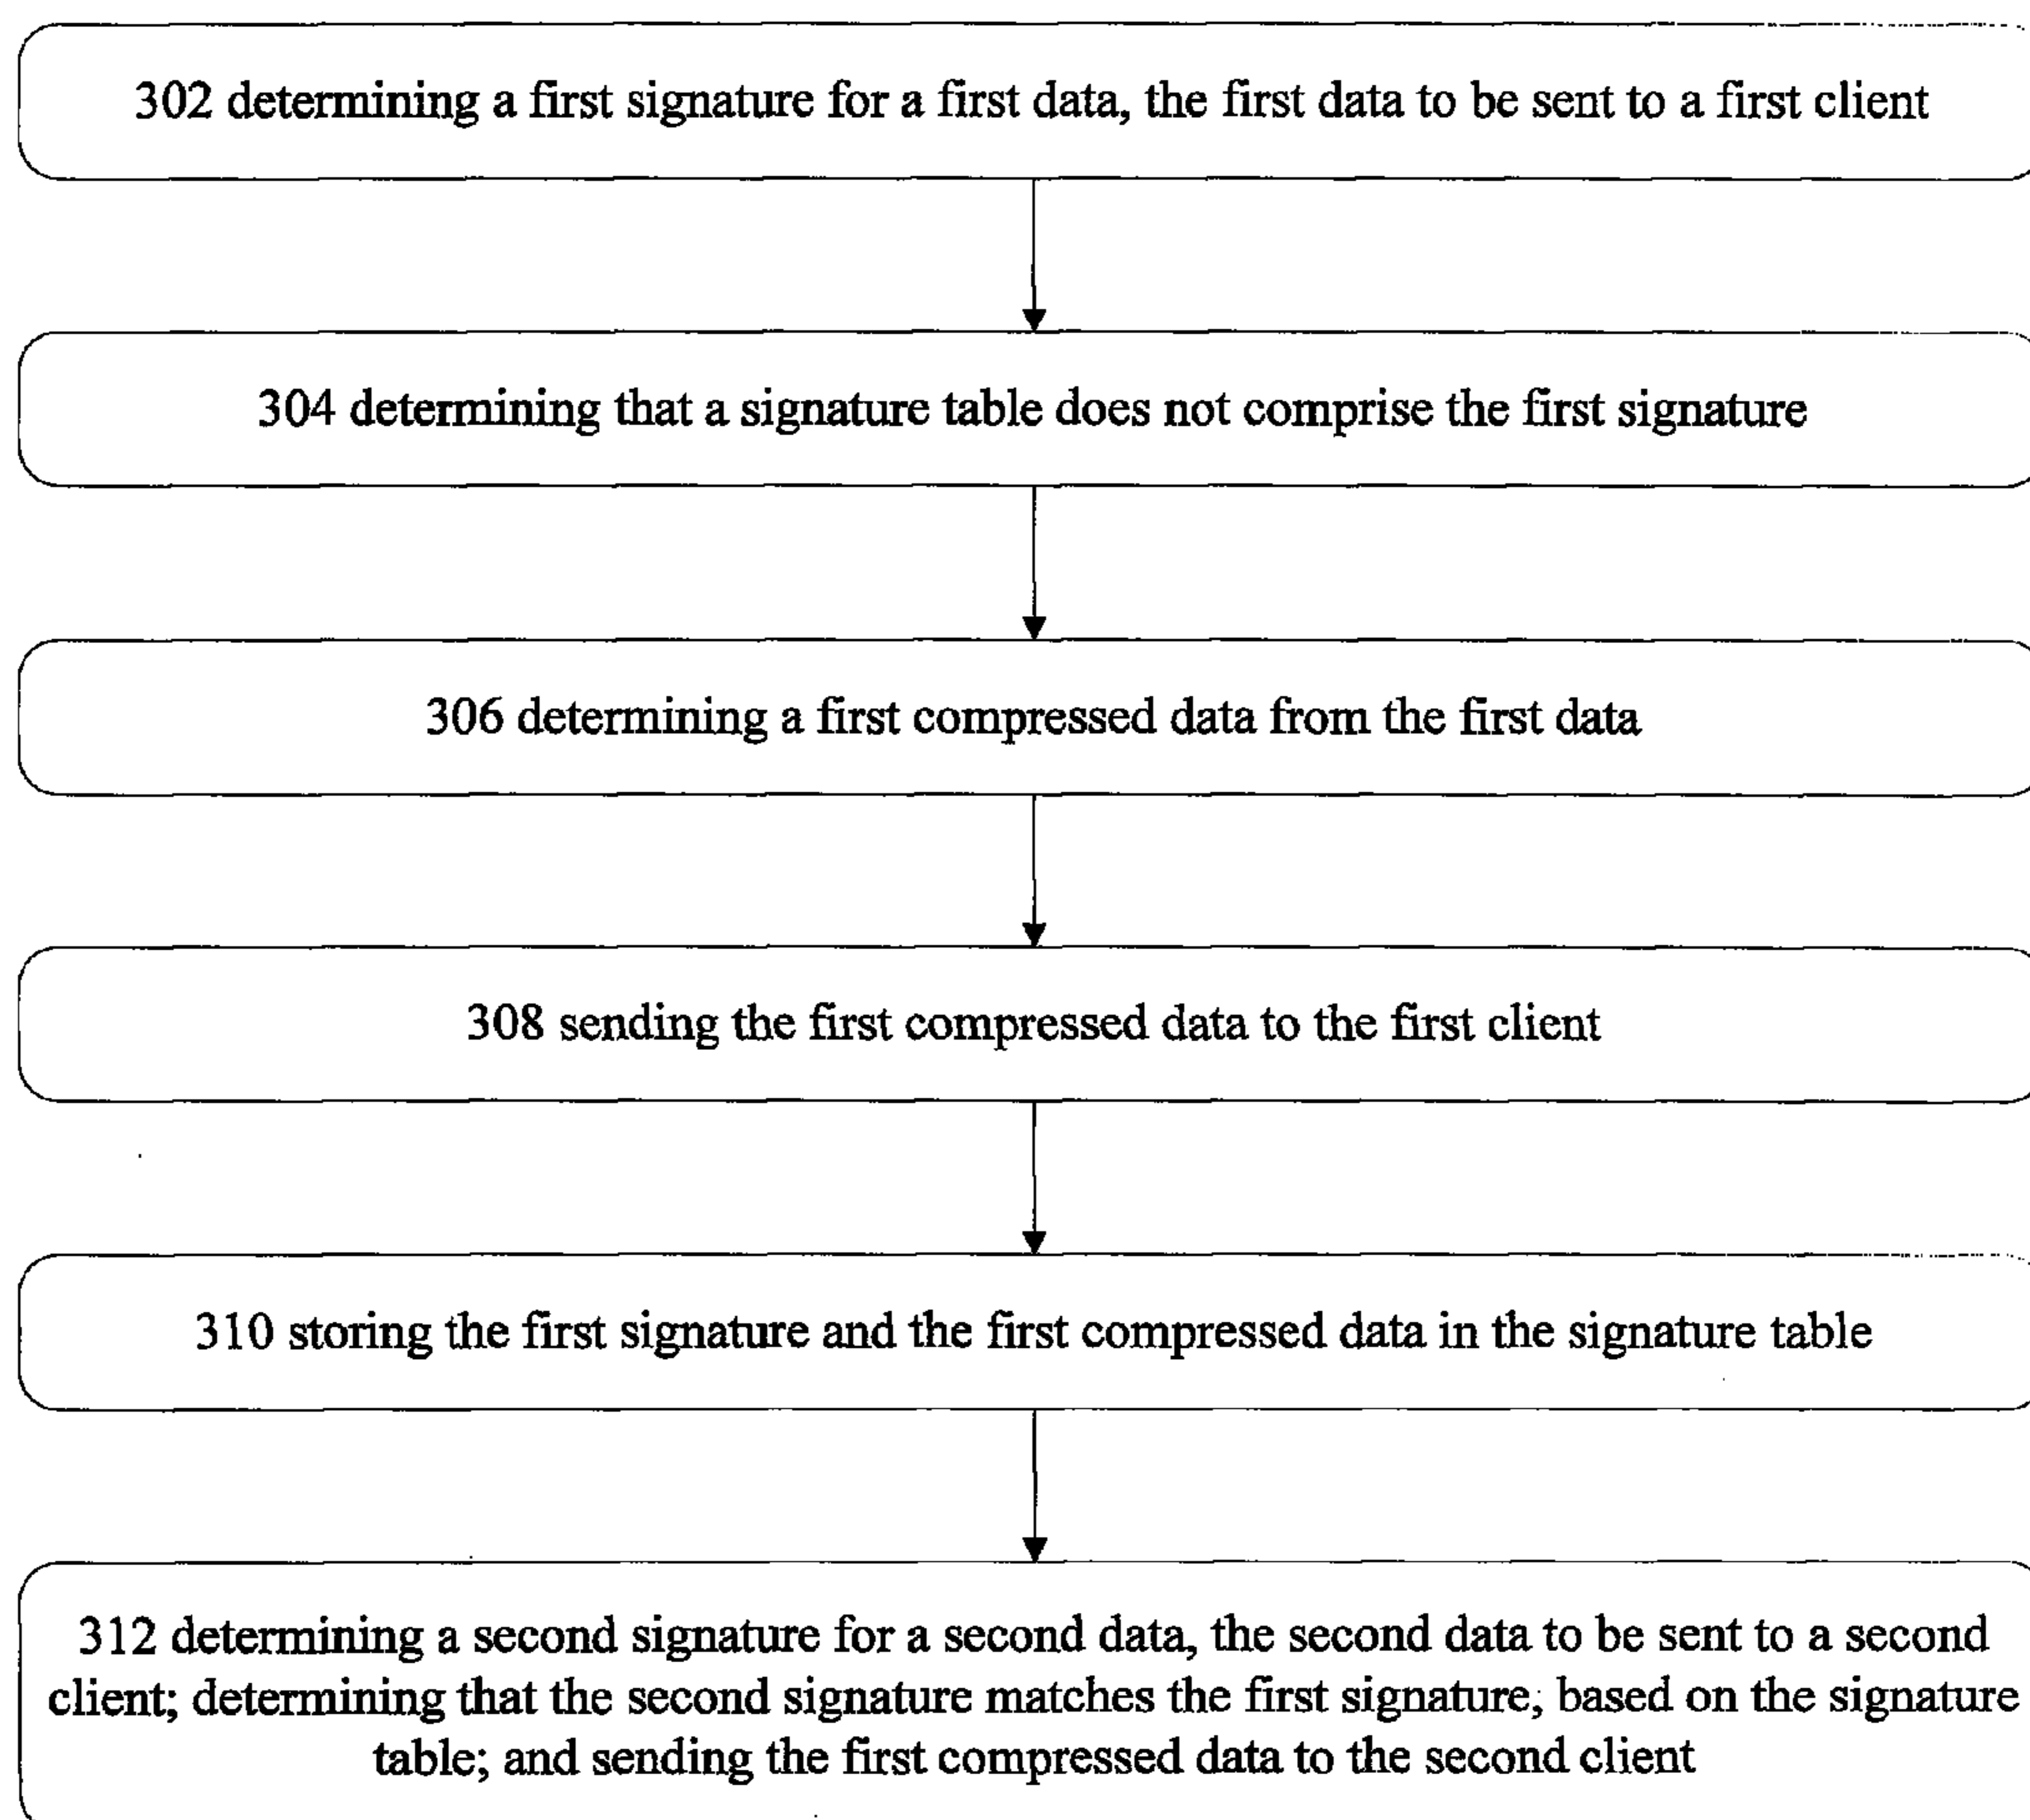 302 determining a first signature for a first data, the first data to be sent to a first client
304 determining that a signature table does not comprise the first signature
306 determining a first compressed data from the first data
308 sending the first compressed data to the first client
310 storing the first signature and the first compressed data in the signature table
312 determining a second signature for a second data, the second data to be sent to a second
client; determining that the second signature matches the first signature, based on the signature
table; and sending the first compressed data to the second client